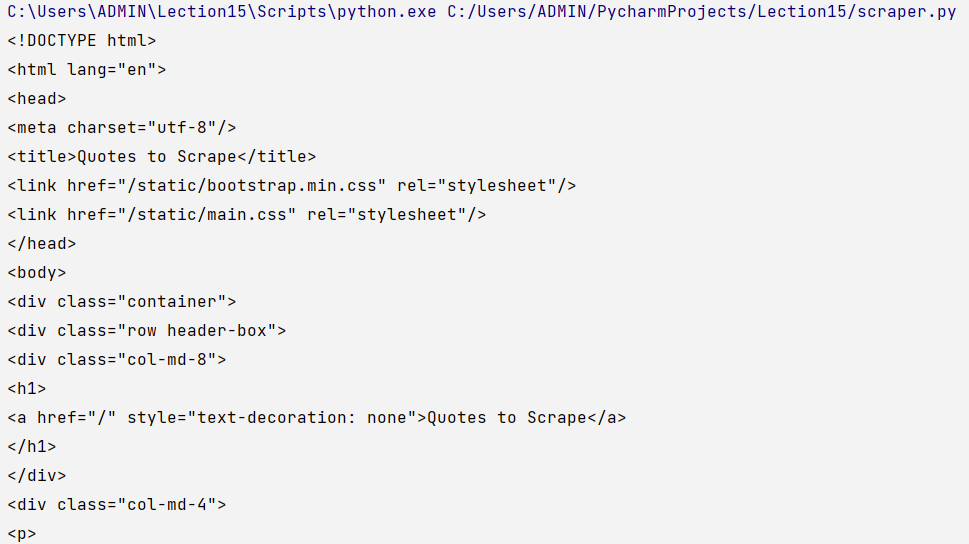 C:\Users\ADMIN\Lection15\Scripts\python.exe C:/Users/ADMIN/PycharmProjects/Lection15/scraper.py
<!DOCTYPE html>
<html lang="en">
<head>
<meta charset="utf-8"/>
<title>Quotes to Scrape</title>
<link href="/static/bootstrap.min.css" rel="stylesheet"/>
<link href="/static/main.css" rel="stylesheet"/>
</head>
<body>
<div class="container">
<div class="row header-box">
<div class="col-md-8">
<h1>
<a href="/" style="text-decoration: none">Quotes to Scrape</a>
</h1>
</div>
<div class="col-md-4">
<p>